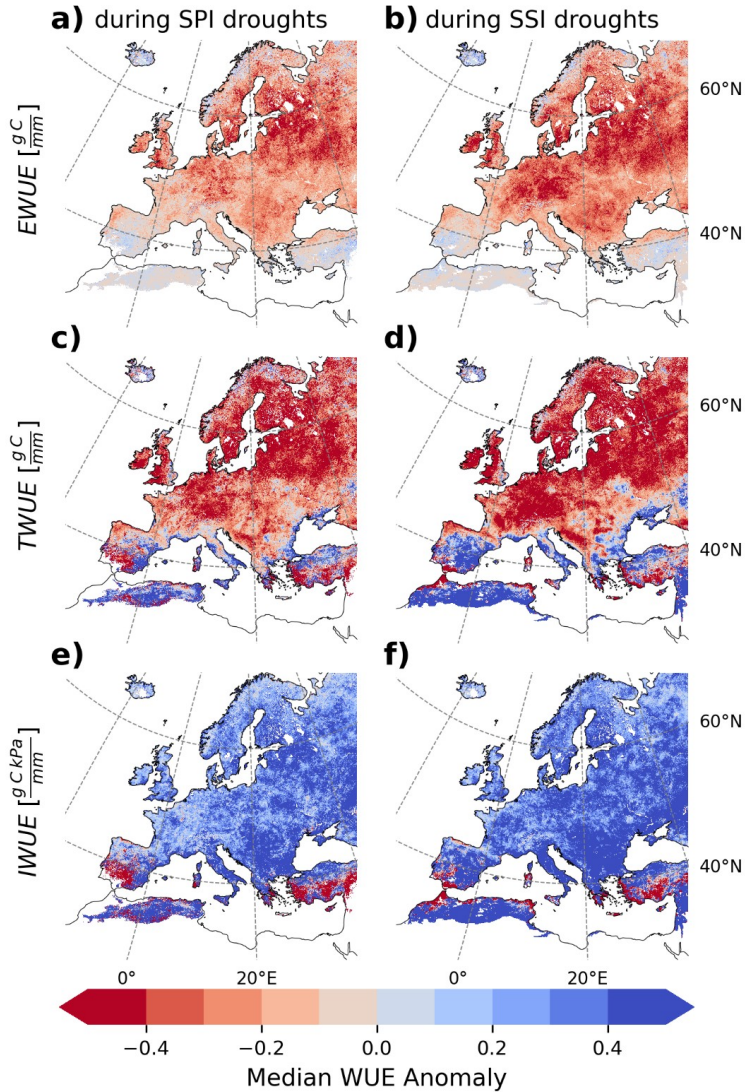 a) during SPI droughts
b) during SSI droughts
EWUE [g C / mm]
60°N
40°N
c)
d)
TWUE [g C / mm]
60°N
40°N
e)
f)
IWUE [g C kPa / mm]
60°N
40°N
0° 20°E 0° 20°E
−0.4 −0.2 0.0 0.2 0.4
Median WUE Anomaly